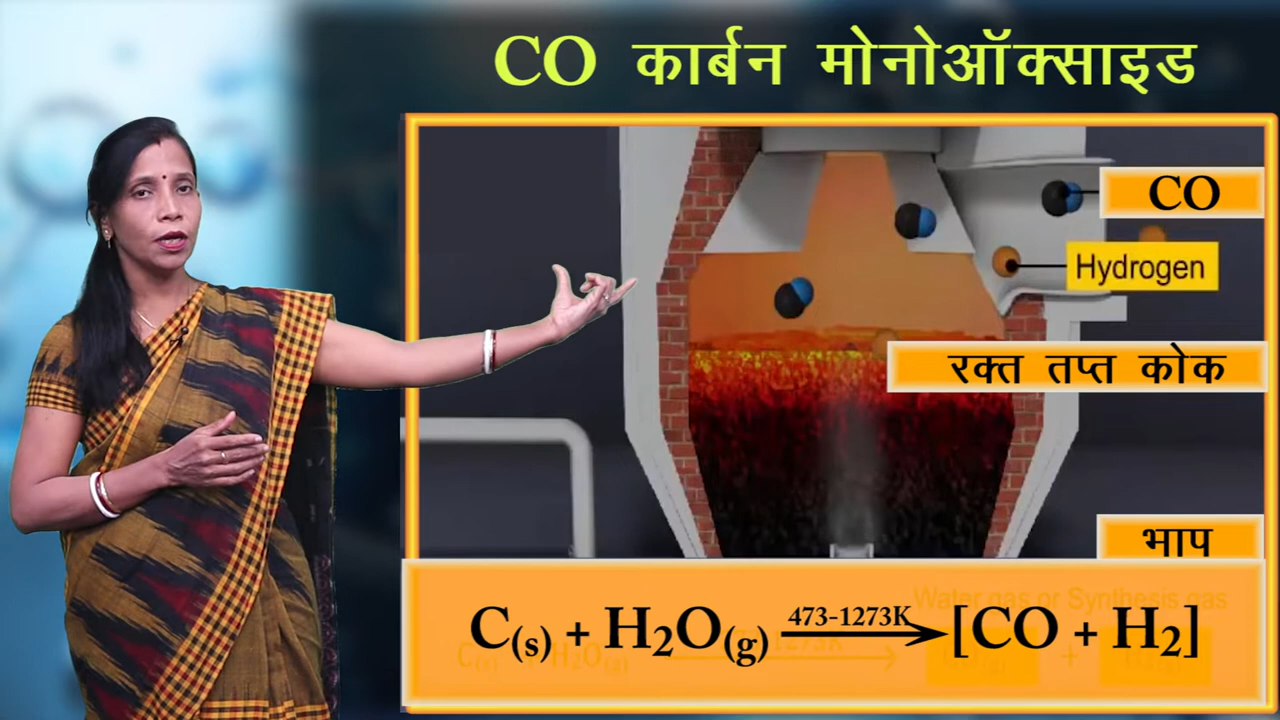 CO कार्बन मोनोऑक्साइड
CO
Hydrogen
रक्त तप्त कोक
भाप
Water gas or Synthesis gas
C(s) + H₂O(g) 473-1273K → [CO + H₂]